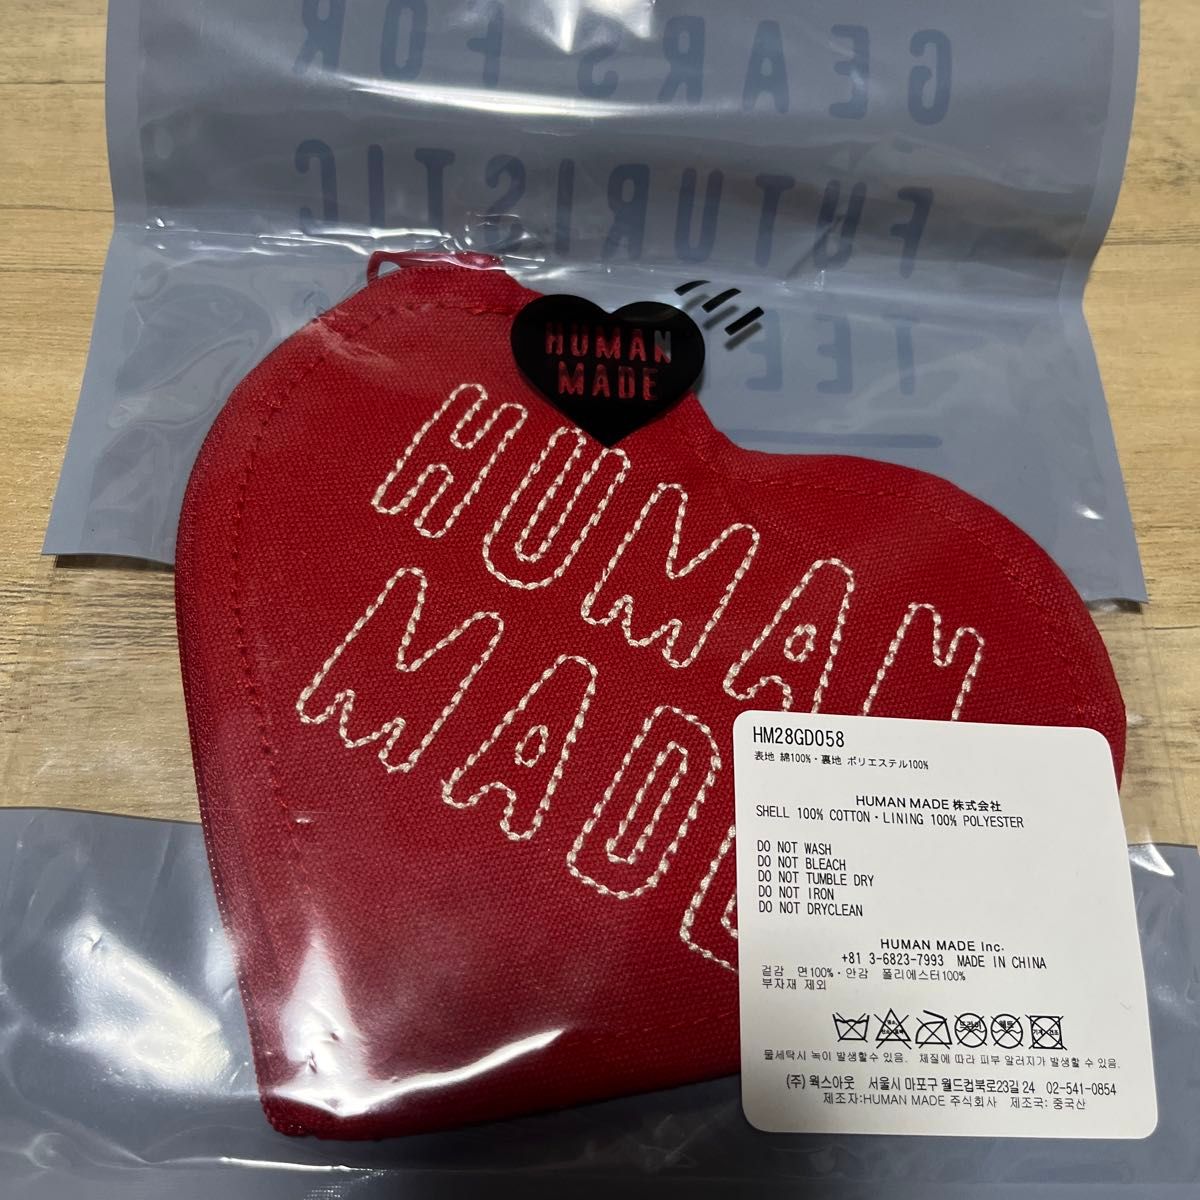 GEARS FOR
FUTURISTIC
TEE
HUMAN
MADE
HUMAN
MADE
HM28GD058
表地 綿100%・裏地 ポリエステル100%
HUMAN MADE 株式会社
SHELL 100% COTTON・LINING 100% POLYESTER
DO NOT WASH
DO NOT BLEACH
DO NOT TUMBLE DRY
DO NOT IRON
DO NOT DRYCLEAN
HUMAN MADE Inc.
+81 3-6823-7993 MADE IN CHINA
겉감 면100%・안감 폴리에스터100%
부자재 제외
물세탁시 녹이 발생할수 있음. 체질에 따라 피부 알러지가 발생할 수 있음.
(주) 웍스아웃 서울시 마포구 월드컵북로23길 24 02-541-0854
제조자:HUMAN MADE 주식회사 제조국: 중국산